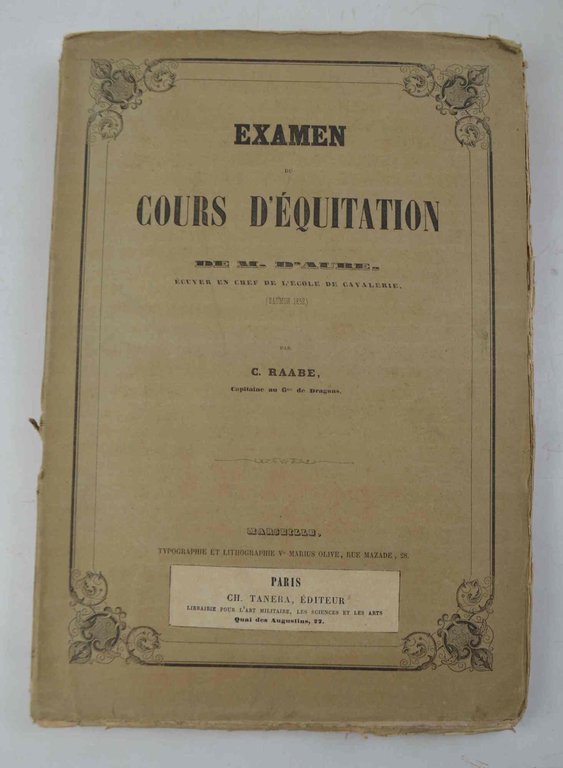 EXAMEN
DU
COURS D'ÉQUITATION
DE M. D'AURE,
ÉCUYER EN CHEF DE L'ÉCOLE DE CAVALERIE,
(SAUMUR 1852)
PAR
C. RAABE,
Capitaine au 6me de Dragons.
MARSEILLE,
TYPOGRAPHIE ET LITHOGRAPHIE Ve MARIUS OLIVE, RUE MAZADE, 28.
PARIS
CH. TANERA, ÉDITEUR
LIBRAIRIE POUR L'ART MILITAIRE, LES SCIENCES ET LES ARTS
Quai des Augustins, 27.